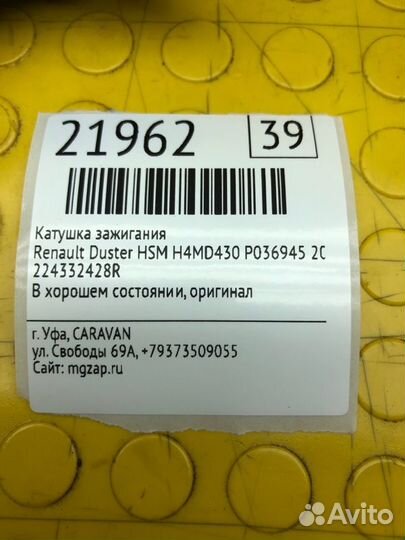 21962 39
Катушка зажигания
Renault Duster HSM H4MD430 P036945
224332428R
В хорошем состоянии, оригинал
г. Уфа, CARAVAN
ул. Свободы 69А, +79373509055
Сайт: mgzap.ru
Avito